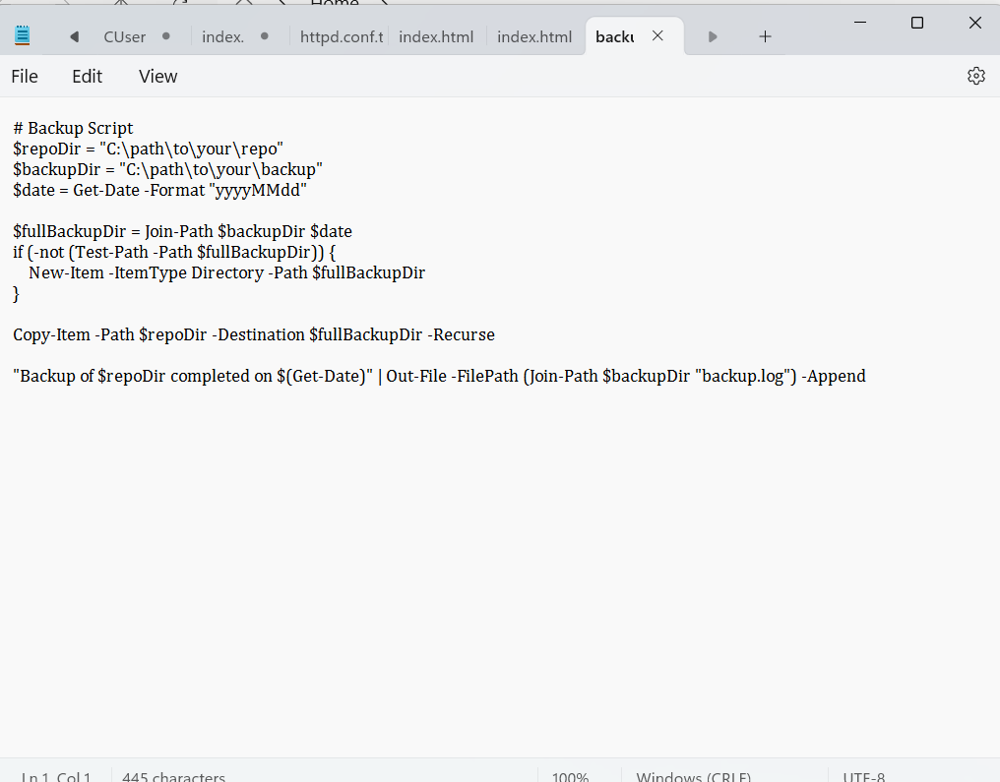 Home
CUser
index.
httpd.conf.t
index.html
index.html
backu
File Edit View
# Backup Script
$repoDir = "C:\path\to\your\repo"
$backupDir = "C:\path\to\your\backup"
$date = Get-Date -Format "yyyyMMdd"
$fullBackupDir = Join-Path $backupDir $date
if (-not (Test-Path -Path $fullBackupDir)) {
    New-Item -ItemType Directory -Path $fullBackupDir
}
Copy-Item -Path $repoDir -Destination $fullBackupDir -Recurse
"Backup of $repoDir completed on $(Get-Date)" | Out-File -FilePath (Join-Path $backupDir "backup.log") -Append
Ln 1, Col 1 445 characters 100% Windows (CRLF) UTF-8